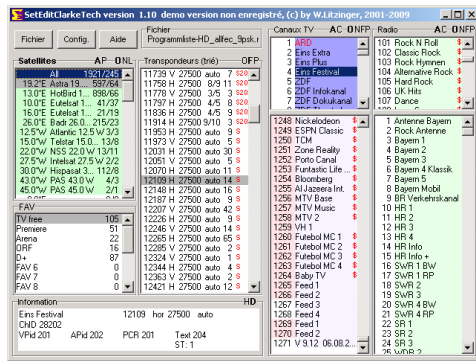 SetEditClarkeTech version 1.10 demo version non enregistré, (c) by W.Litzinger, 2001-2009
Fichier
Config.
Aide
Fichier
Programmliste-HD_alfec_9psk.r
Satellites AP ONL
All 1921/245
19.2°E Astra 19... 597/64
13.0°E HotBird 1... 898/66
10.0°E Eutelsat 1... 41/37
16.0°E Eutelsat 1... 21/19
26.0°E Badr 26.0... 215/23
12.5°W Atlantic 12.5 W 3/3
15.0°W Telstar 15.0... 13/8
22.0°W NSS 22.0 W 13/11
27.5°W Intelsat 27.5 W 2/2
30.0°W Hispasat 3... 112/8
43.0°W PAS 43.0 W 4/3
45.0°W PAS 45.0 W 2/1
FAV
TV free 105
Premiere 51
Arena 22
ORF 16
D+ 87
FAV 6 0
FAV 7 0
FAV 8 0
Transpondeurs (trié) OFP
11739 V 27500 auto 7 $20
11758 H 27500 8/9 11 $20
11778 V 27500 3/5 3 $20
11797 H 27500 4/5 8 $20
11836 H 27500 4/5 9 $20
11914 H 27500 9/10 3 $20
11953 H 27500 auto 9 S
11973 V 27500 auto 5 S
12031 H 27500 auto 10 S
12051 V 27500 auto 5 S
12070 H 27500 auto 11 S
12109 H 27500 auto 14 S
12148 H 27500 auto 16 S
12187 H 27500 auto 9 S
12207 V 27500 auto 42 S
12226 H 27500 auto 9 S
12246 V 27500 auto 14 S
12265 H 27500 auto 65 S
12285 V 27500 auto 2 S
12324 V 27500 auto 1 S
12344 H 27500 auto 4 S
12363 V 27500 auto 2 S
12421 H 27500 auto 12 S
Canaux TV AC ONFP
1 ARD
2 Eins Extra
3 Eins Plus
4 Eins Festival
5 ZDF
6 ZDF Infokanal
7 ZDF Dokukanal
1248 Nickelodeon $
1249 ESPN Classic $
1250 TCM $
1251 Zone Reality $
1252 Porto Canal $
1253 Funtastic Life ... $
1254 Bloomberg $
1255 Al Jazeera Int. $
1256 MTV Base $
1257 MTV Music $
1258 MTV 2 $
1259 VH 1
1260 Futebol MC 1 $
1261 Futebol MC 2 $
1262 Futebol MC 3 $
1263 Futebol MC 4 $
1264 Baby TV $
1265 Feed 1
1266 Feed 2
1267 Feed 3
1268 Feed 4
1269 Feed 1
1270 Feed 2
1271 V 9.12 06.08.2...
Radio AC ONFP
101 Rock N Roll $
102 Classic Rock $
103 Rock Hymnen $
104 Alternative Rock $
105 Hard Rock $
106 UK Hits $
107 Dance $
1 Antenne Bayern
2 Rock Antenne
3 Bayern 1
4 Bayern 2
5 Bayern 3
6 Bayern 4 Klassik
7 Bayern 5
8 Bayern Mobil
9 BR Verkehrskanal
10 HR 1
11 HR 2
12 HR 3
13 HR 4
14 HR Info
15 HR Info +
16 SWR 1 BW
17 SWR 1 RP
18 SWR 2
19 SWR 3
20 SWR 4 BW
21 SWR 4 RP
22 SR 1
23 SR 2
24 SR 3
25 WDR 2
Information HD
Eins Festival 12109 hor 27500 auto
ChID 28202
VPid 201 APid 202 PCR 201 Text 204
ST: 1